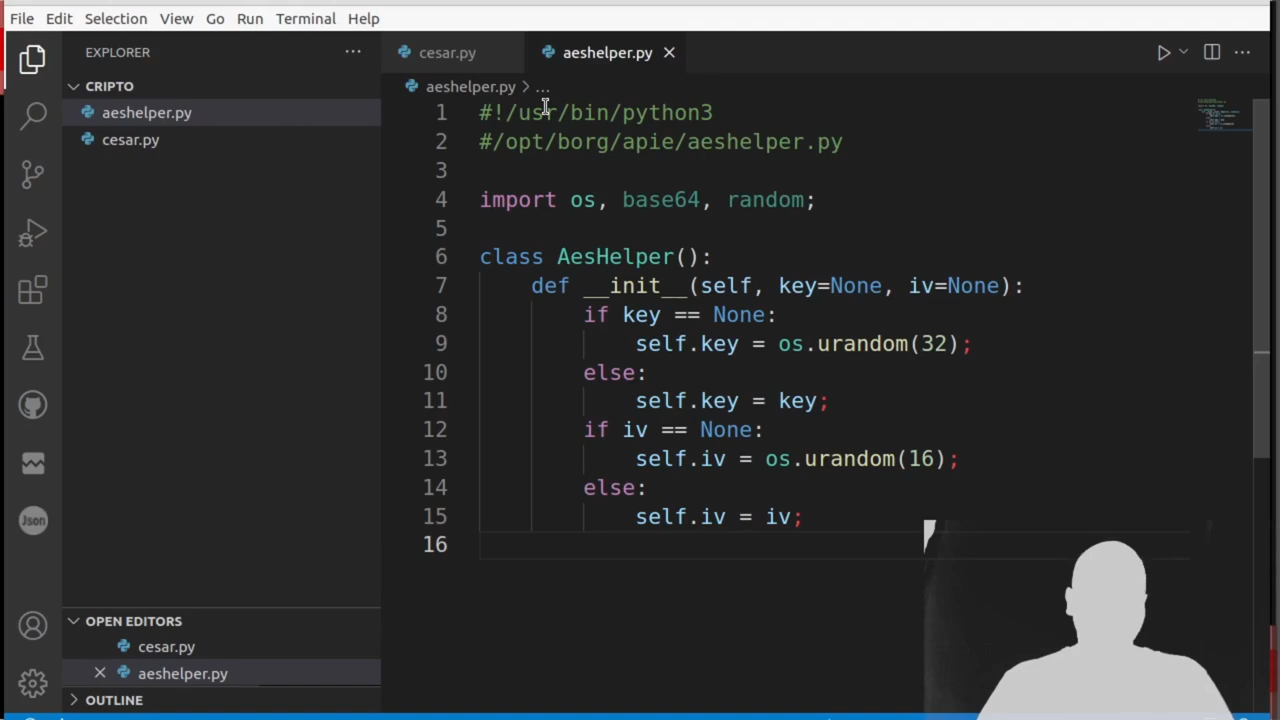 File Edit Selection View Go Run Terminal Help
EXPLORER
CRIPTO
aeshelper.py
cesar.py
OPEN EDITORS
cesar.py
aeshelper.py
OUTLINE
Json
cesar.py aeshelper.py
aeshelper.py > ...
1 #!/usr/bin/python3
2 #/opt/borg/apie/aeshelper.py
3
4 import os, base64, random;
5
6 class AesHelper():
7 def __init__(self, key=None, iv=None):
8 if key == None:
9 self.key = os.urandom(32);
10 else:
11 self.key = key;
12 if iv == None:
13 self.iv = os.urandom(16);
14 else:
15 self.iv = iv;
16